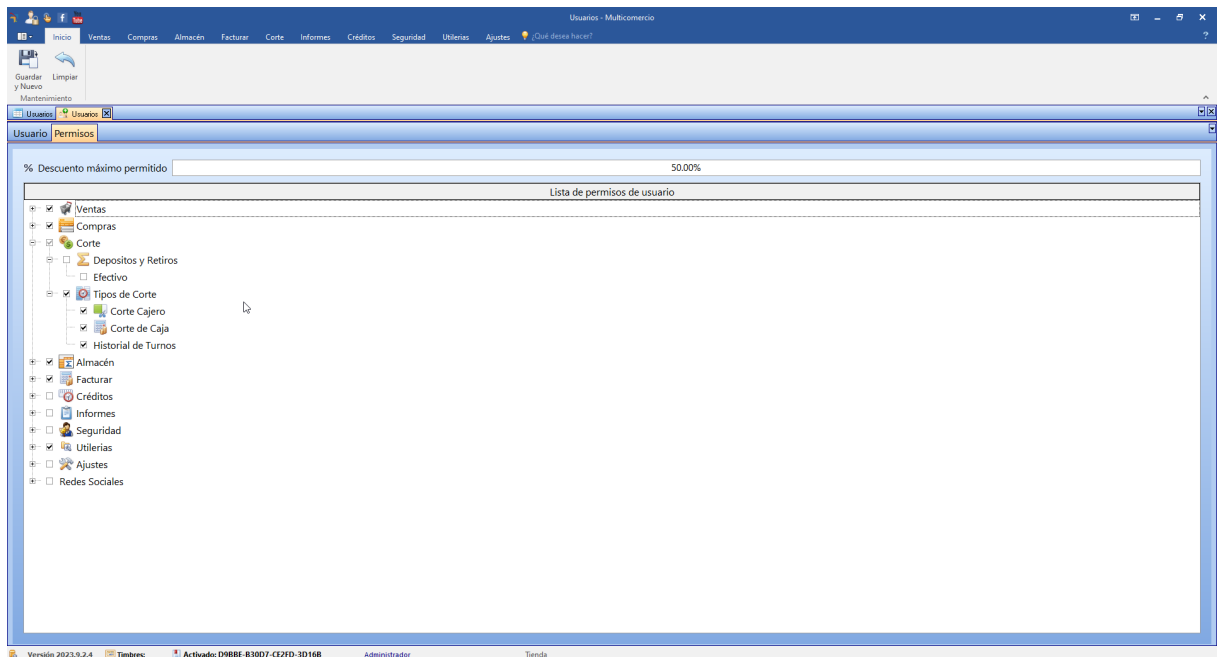 Usuarios - Multicomercio
Inicio Ventas Compras Almacén Facturar Corte Informes Créditos Seguridad Utilerias Ajustes ¿Qué desea hacer?
Guardar y Nuevo
Limpiar
Mantenimiento
Usuarios Usuarios
Usuario Permisos
% Descuento máximo permitido 50.00%
Lista de permisos de usuario
Ventas
Compras
Corte
Depositos y Retiros
Efectivo
Tipos de Corte
Corte Cajero
Corte de Caja
Historial de Turnos
Almacén
Facturar
Créditos
Informes
Seguridad
Utilerias
Ajustes
Redes Sociales
Versión 2023.9.2.4 Timbres: Activado: D9BBE-B30D7-CE2FD-3D16B Administrador Tienda